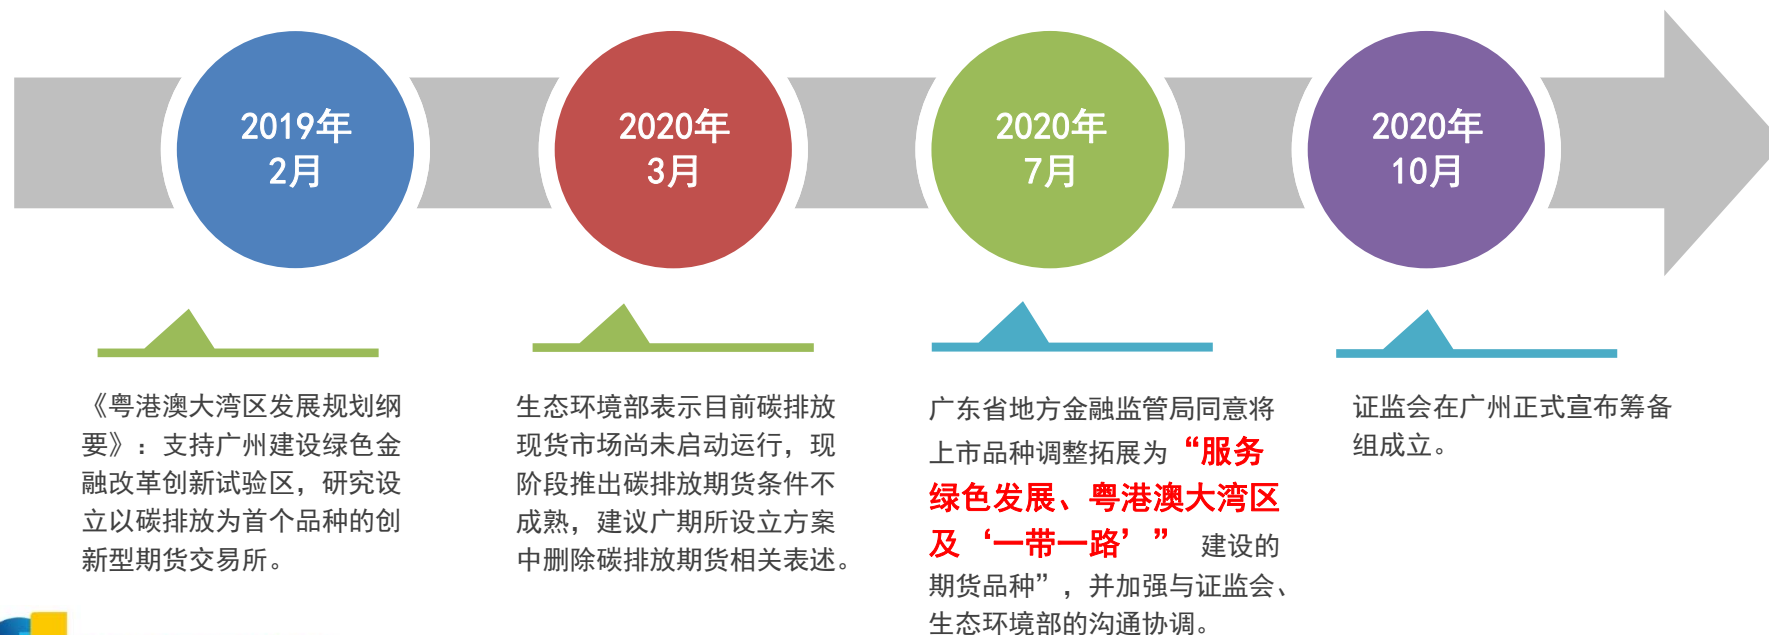 2019年
2月
2020年
3月
2020年
7月
2020年
10月
《粤港澳大湾区发展规划纲
要》：支持广州建设绿色金
融改革创新试验区，研究设
立以碳排放为首个品种的创
新型期货交易所。
生态环境部表示目前碳排放
现货市场尚未启动运行，现
阶段推出碳排放期货条件不
成熟，建议广期所设立方案
中删除碳排放期货相关表述。
广东省地方金融监管局同意将
上市品种调整拓展为“服务
绿色发展、粤港澳大湾区
及‘一带一路’” 建设的
期货品种”，并加强与证监会、
生态环境部的沟通协调。
证监会在广州正式宣布筹备
组成立。